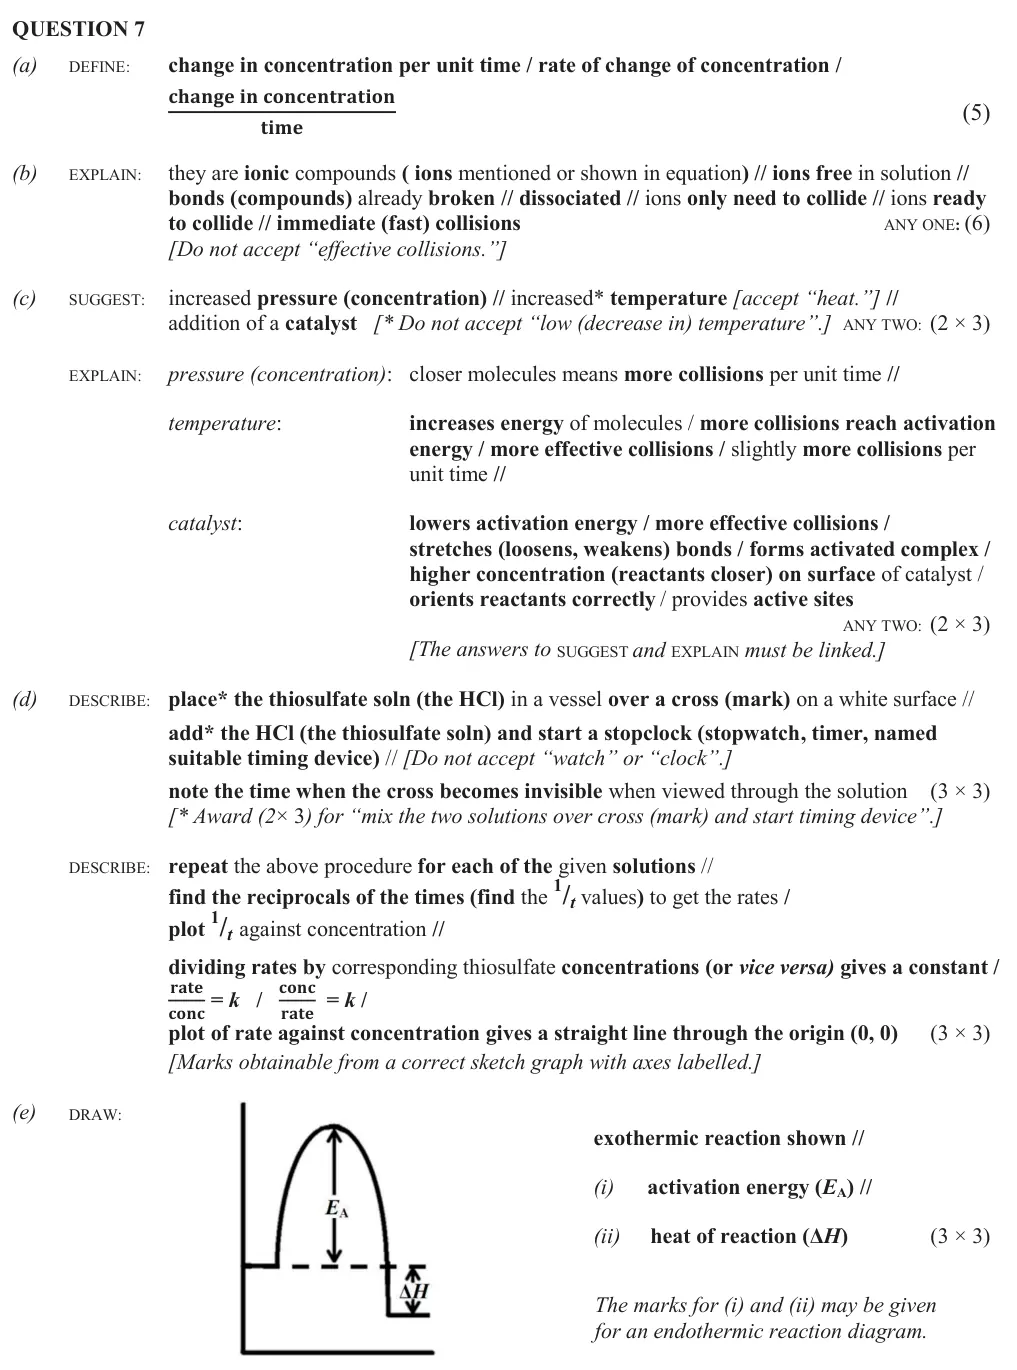 QUESTION 7
(a) DEFINE: change in concentration per unit time / rate of change of concentration /
change in concentration
time
(5)
(b) EXPLAIN: they are ionic compounds ( ions mentioned or shown in equation) // ions free in solution //
bonds (compounds) already broken // dissociated // ions only need to collide // ions ready
to collide // immediate (fast) collisions ANY ONE: (6)
[Do not accept “effective collisions.”]
(c) SUGGEST: increased pressure (concentration) // increased* temperature [accept “heat.”] //
addition of a catalyst [* Do not accept “low (decrease in) temperature”.] ANY TWO: (2 × 3)
EXPLAIN: pressure (concentration): closer molecules means more collisions per unit time //
temperature: increases energy of molecules / more collisions reach activation
energy / more effective collisions / slightly more collisions per
unit time //
catalyst: lowers activation energy / more effective collisions /
stretches (loosens, weakens) bonds / forms activated complex /
higher concentration (reactants closer) on surface of catalyst /
orients reactants correctly / provides active sites
ANY TWO: (2 × 3)
[The answers to SUGGEST and EXPLAIN must be linked.]
(d) DESCRIBE: place* the thiosulfate soln (the HCl) in a vessel over a cross (mark) on a white surface //
add* the HCl (the thiosulfate soln) and start a stopclock (stopwatch, timer, named
suitable timing device) // [Do not accept “watch” or “clock”.]
note the time when the cross becomes invisible when viewed through the solution (3 × 3)
[* Award (2× 3) for “mix the two solutions over cross (mark) and start timing device”.]
DESCRIBE: repeat the above procedure for each of the given solutions //
find the reciprocals of the times (find the 1/t values) to get the rates /
plot 1/t against concentration //
dividing rates by corresponding thiosulfate concentrations (or vice versa) gives a constant /
rate/conc = k / conc/rate = k /
plot of rate against concentration gives a straight line through the origin (0, 0) (3 × 3)
[Marks obtainable from a correct sketch graph with axes labelled.]
(e) DRAW:
EA
ΔH
exothermic reaction shown //
(i) activation energy (EA) //
(ii) heat of reaction (ΔH) (3 × 3)
The marks for (i) and (ii) may be given
for an endothermic reaction diagram.